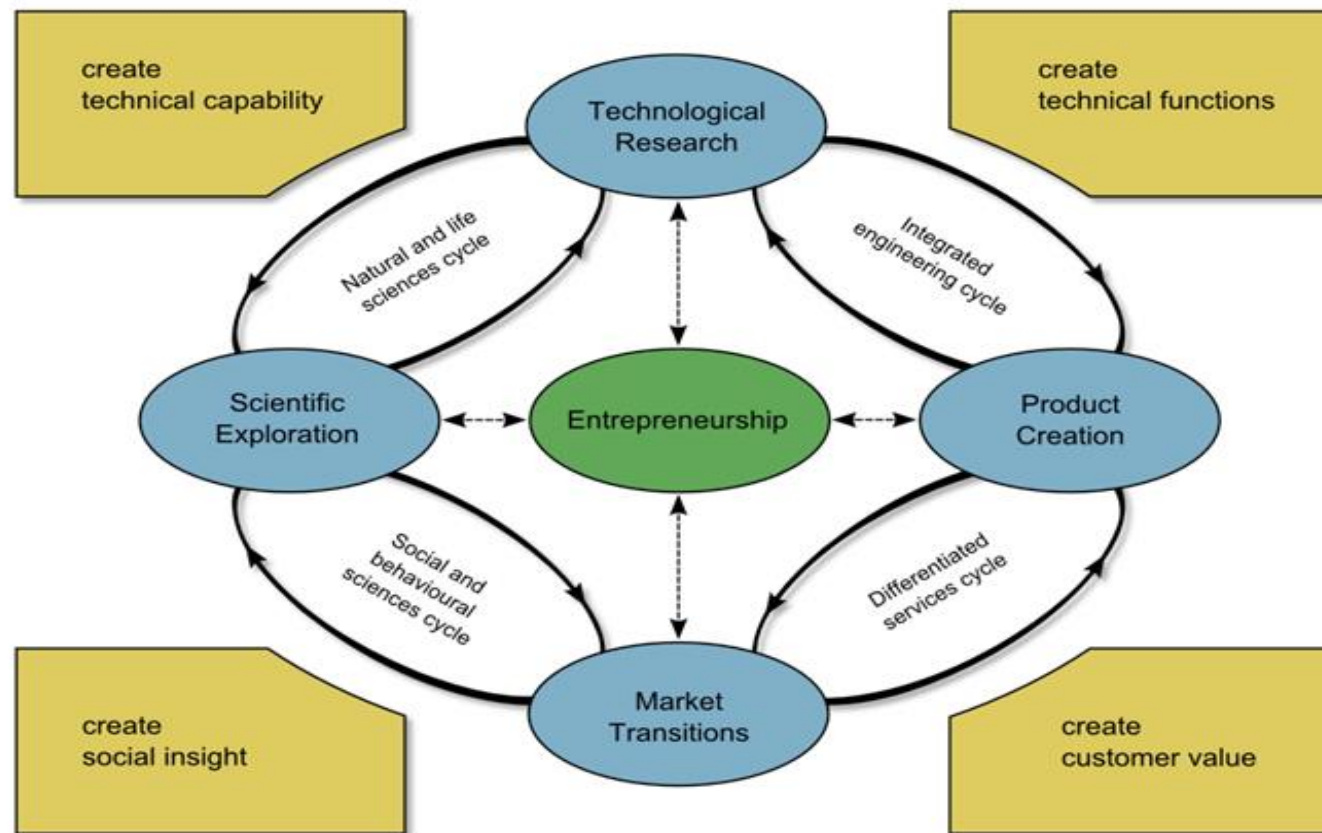 create
technical capability
Technological
Research
create
technical functions
Natural and life
sciences cycle
Integrated
engineering cycle
Scientific
Exploration
Entrepreneurship
Product
Creation
Social and
behavioural
sciences cycle
Differentiated
services cycle
create
social insight
Market
Transitions
create
customer value